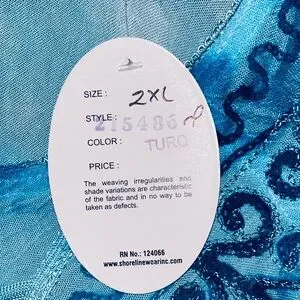 SIZE : 2XL
STYLE : 215486 P
COLOR : TURQ
PRICE :
The weaving irregularities and
shade variations are characteristic
of the fabric and in no way to be
taken as defects.
RN No.: 124066
www.shorelinewearinc.com